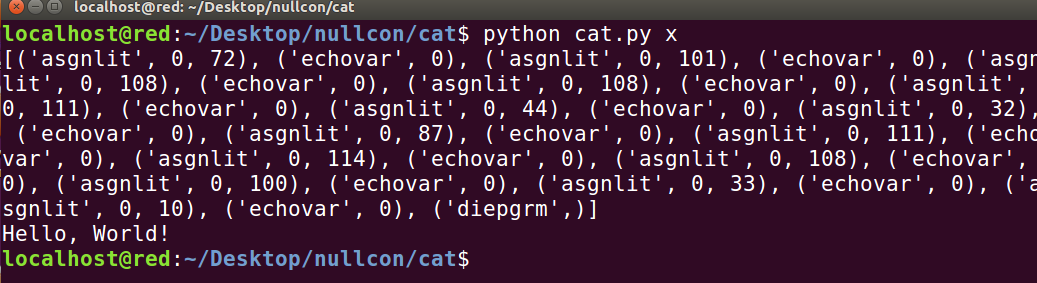 localhost@red: ~/Desktop/nullcon/cat
localhost@red:~/Desktop/nullcon/cat$ python cat.py x
[('asgnlit', 0, 72), ('echovar', 0), ('asgnlit', 0, 101), ('echovar', 0), ('asgn
lit', 0, 108), ('echovar', 0), ('asgnlit', 0, 108), ('echovar', 0), ('asgnlit',
0, 111), ('echovar', 0), ('asgnlit', 0, 44), ('echovar', 0), ('asgnlit', 0, 32),
('echovar', 0), ('asgnlit', 0, 87), ('echovar', 0), ('asgnlit', 0, 111), ('echo
var', 0), ('asgnlit', 0, 114), ('echovar', 0), ('asgnlit', 0, 108), ('echovar',
0), ('asgnlit', 0, 100), ('echovar', 0), ('asgnlit', 0, 33), ('echovar', 0), ('a
sgnlit', 0, 10), ('echovar', 0), ('diepgrm',)]
Hello, World!
localhost@red:~/Desktop/nullcon/cat$